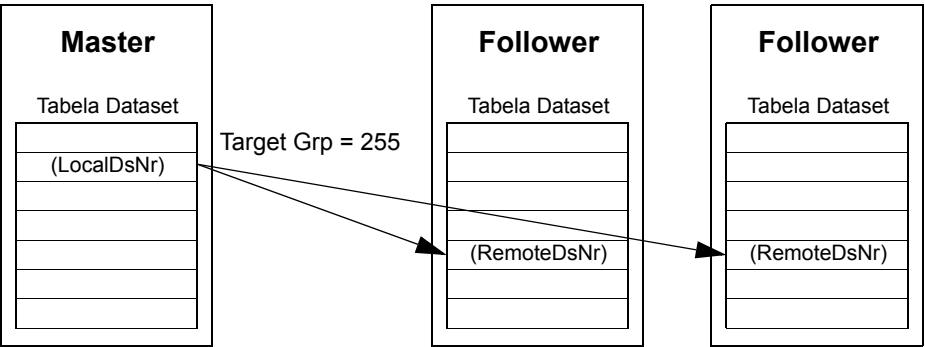 Master
Follower
Follower
Tabela Dataset
Tabela Dataset
Tabela Dataset
Target Grp = 255
(LocalDsNr)
(RemoteDsNr)
(RemoteDsNr)